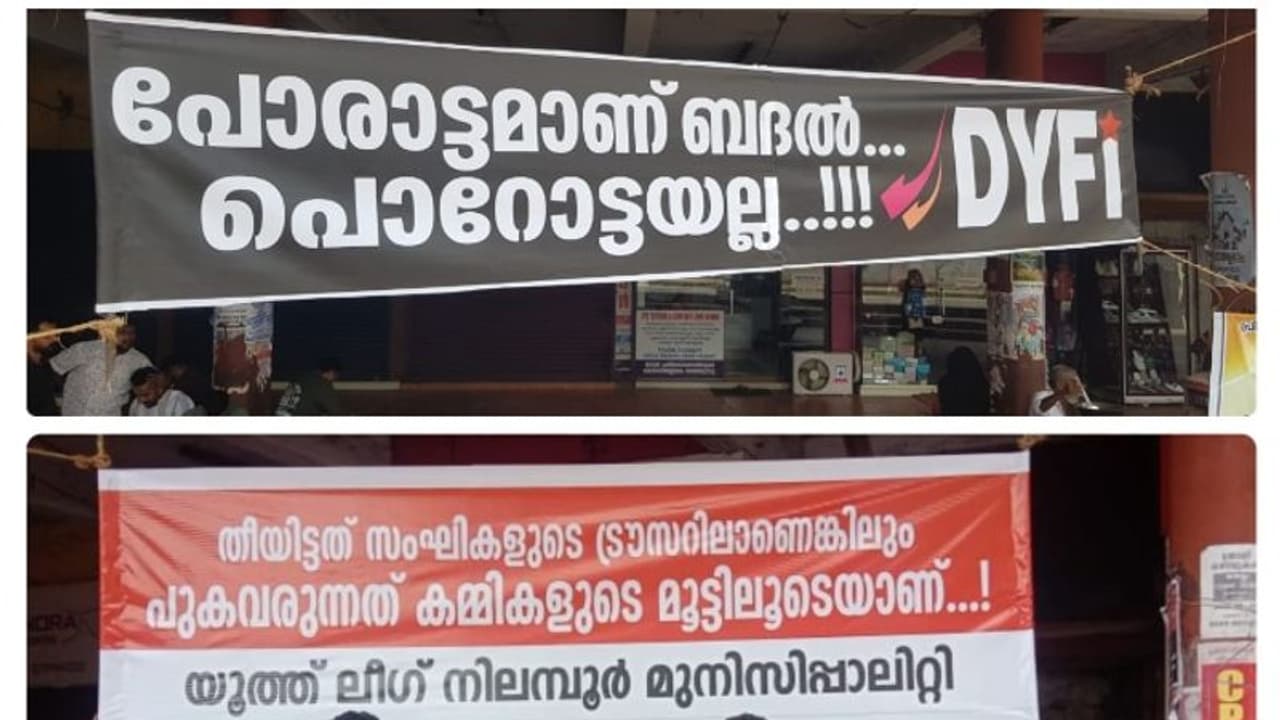 പോരാട്ടമാണ് ബദൽ...
പൊറോട്ടയല്ല..!!!
DYFi
തീയിട്ടത് സംഘികളുടെ ട്രൗസറിലാണെങ്കിലും
പുകവരുന്നത് കമ്മികളുടെ മൂട്ടിലൂടെയാണ്...!
യൂത്ത് ലീഗ് നിലമ്പൂർ മുനിസിപ്പാലിറ്റി